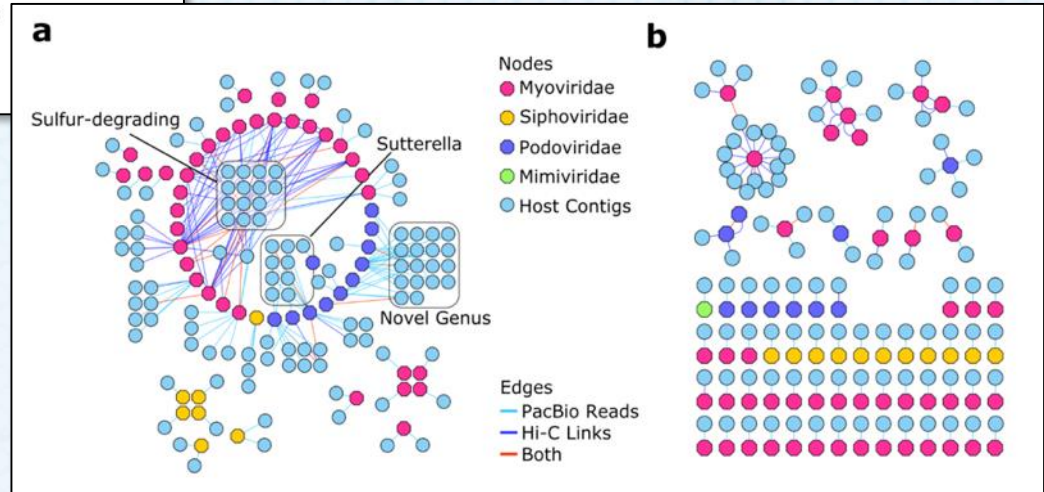 a
b
Nodes
Myoviridae
Siphoviridae
Podoviridae
Mimiviridae
Host Contigs
Sulfur-degrading
Sutterella
Novel Genus
Edges
PacBio Reads
Hi-C Links
Both